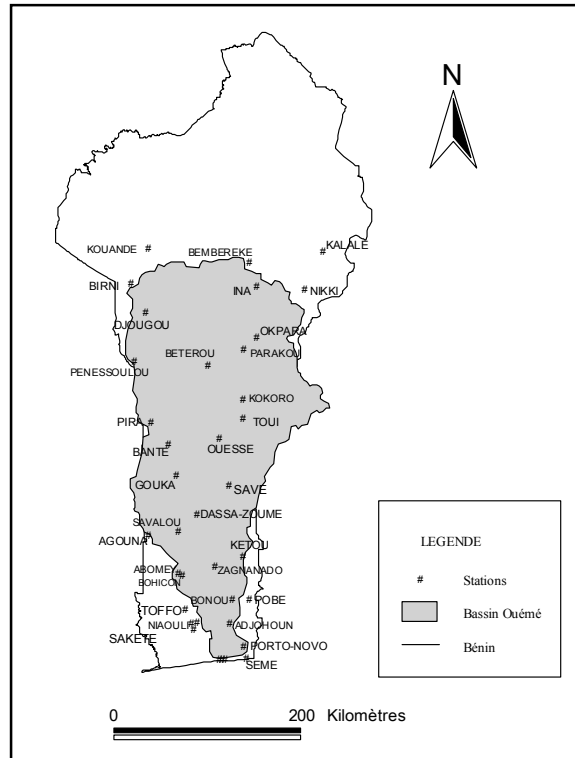 N
KOUANDE
BEMBEREKE
KALALE
BIRNI
INA
NIKKI
DJOUGOU
OKPARA
BETEROU
PARAKOU
PENESSOULOU
KOKORO
PIRA
TOUI
BANTE
OUESSE
GOUKA
SAVE
DASSA-ZOUME
SAVALOU
AGOUNA
KETOU
ABOMEY
ZAGNANADO
BOHICON
BONOU
POBE
TOFFO
NIAOULI
ADJOHOUN
SAKETE
PORTO-NOVO
SEME
LEGENDE
# Stations
Bassin Ouémé
Bénin
0 200 Kilomètres